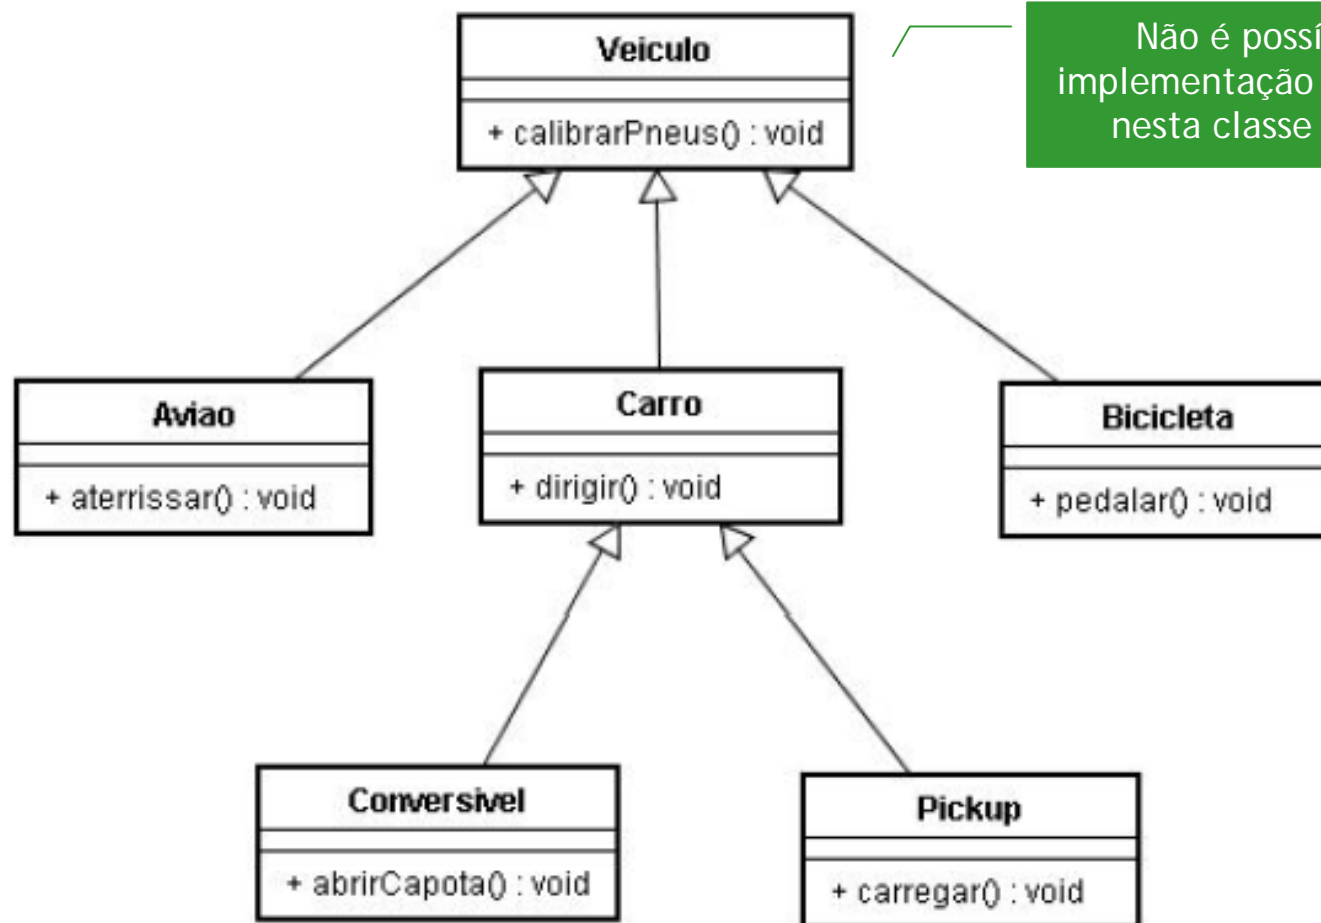 Veiculo
+ calibrarPneus() : void
Não é possí
implementação
nesta classe
Aviao
+ aterrissar() : void
Carro
+ dirigir() : void
Bicicleta
+ pedalar() : void
Conversivel
+ abrirCapota() : void
Pickup
+ carregar() : void